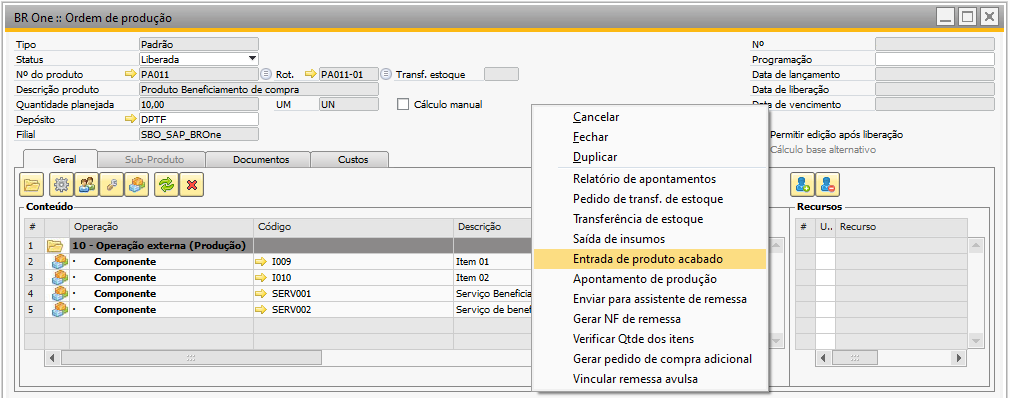 BR One :: Ordem de produção
Tipo Padrão Nº
Status Liberada Programação
Nº do produto PA011 Rot. PA011-01 Transf. estoque Data de lançamento
Descrição produto Produto Beneficiamento de compra Data de liberação
Quantidade planejada 10,00 UM UN Cálculo manual Data de vencimento
Depósito DPTF
Filial SBO_SAP_BROne Permitir edição após liberação
Cálculo base alternativo
Geral Sub-Produto Documentos Custos
Conteúdo
# Operação Código Descrição
1 10 - Operação externa (Produção)
2 Componente I009 Item 01
3 Componente I010 Item 02
4 Componente SERV001 Serviço Beneficia
5 Componente SERV002 Serviço de benef
Cancelar
Fechar
Duplicar
Relatório de apontamentos
Pedido de transf. de estoque
Transferência de estoque
Saída de insumos
Entrada de produto acabado
Apontamento de produção
Enviar para assistente de remessa
Gerar NF de remessa
Verificar Qtde dos itens
Gerar pedido de compra adicional
Vincular remessa avulsa
Recursos
# U.. Recurso